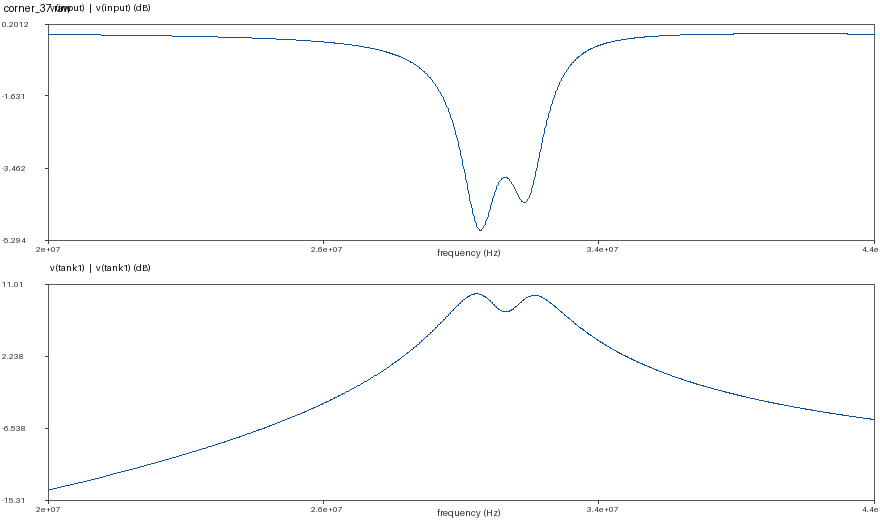 corner_37.raw
v(input) | v(input) (dB)
0.2012
-1.631
-3.462
-5.294
2e+07
2.6e+07
3.4e+07
4.4e
frequency (Hz)
v(tank1) | v(tank1) (dB)
11.01
2.238
-6.538
-15.31
2e+07
2.6e+07
3.4e+07
4.4e
frequency (Hz)